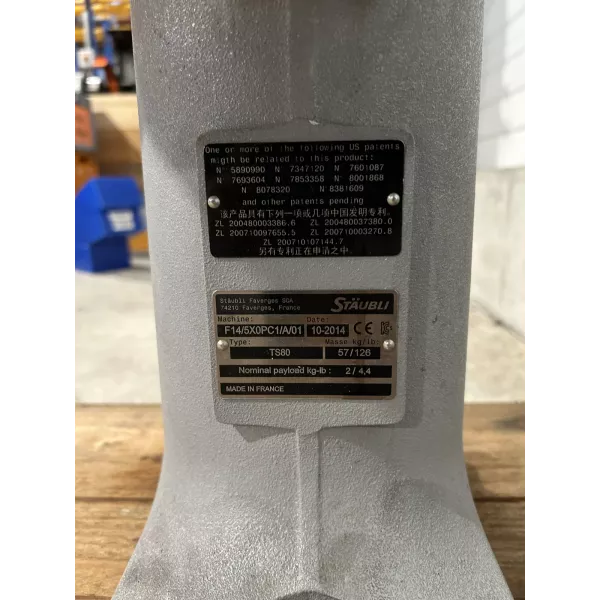 One or more of the following US patents
migth be related to this product:
N° 5890990 N° 7347120 N° 7601087
N° 7693604 N° 7853358 N° 8001868
N° 8078320 N° 8381609
and other patents pending
该产品具有下列一项或几项中国发明专利.
ZL 200480003386.6 ZL 200480037380.0
ZL 200710097655.5 ZL 200710003270.8
ZL 200710107144.7
另有专利正在申请之中.
Stäubli Faverges SCA
74210 Faverges, France
STÄUBLI
Machine: Date:
F14/5X0PC1/A/01 10-2014 CE
Type: Masse kg/lb:
TS80 57/126
Nominal payload kg-lb : 2 / 4,4
MADE IN FRANCE